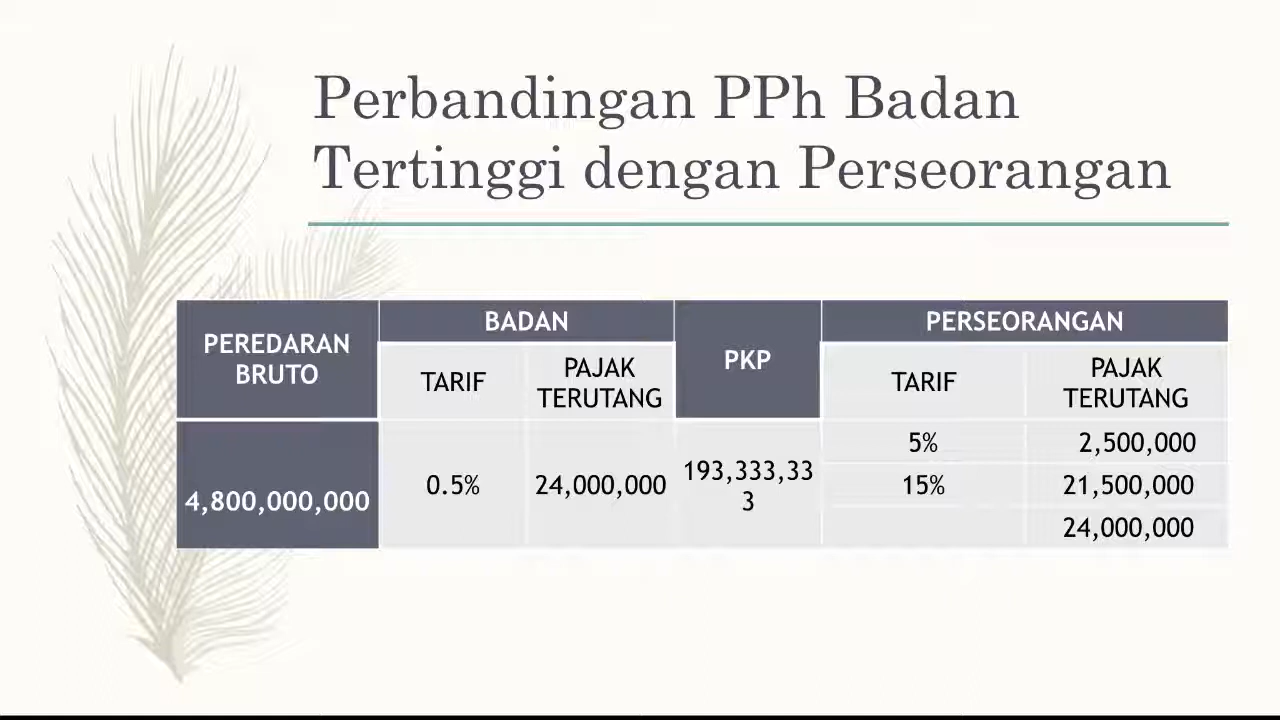 Perbandingan PPh Badan
Tertinggi dengan Perseorangan
PEREDARAN
BRUTO
BADAN
PKP
PERSEORANGAN
TARIF
PAJAK
TERUTANG
TARIF
PAJAK
TERUTANG
4,800,000,000
0.5%
24,000,000
193,333,33
3
5%
2,500,000
15%
21,500,000
24,000,000